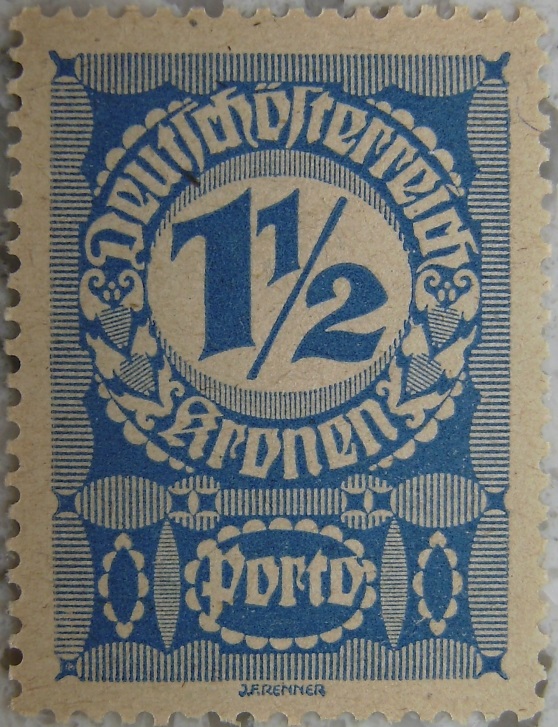 Deutschösterreich
1 1/2
Kronen
Porto
J.F.RENNER